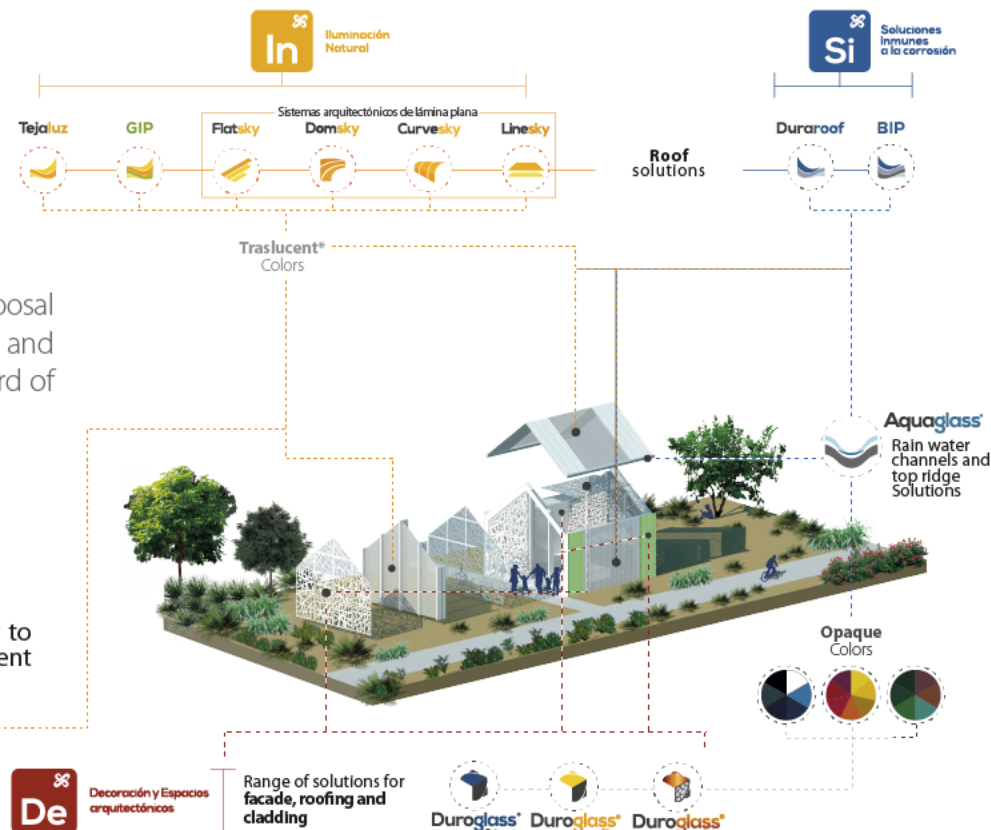 In
Iluminación
Natural
Si
Soluciones
Inmunes
a la corrosión
Sistemas arquitectónicos de lámina plana
Tejaluz
GIP
Flatsky
Domsky
Curvesky
Linesky
Roof
solutions
Duraroof
BIP
Traslucent*
Colors
posal
and
rd of
Aquaglass®
Rain water
channels and
top ridge
Solutions
to
ent
Opaque
Colors
De
Decoración y Espacios
arquitectónicos
Range of solutions for
facade, roofing and
cladding
Duroglass®
Duroglass®
Duroglass®